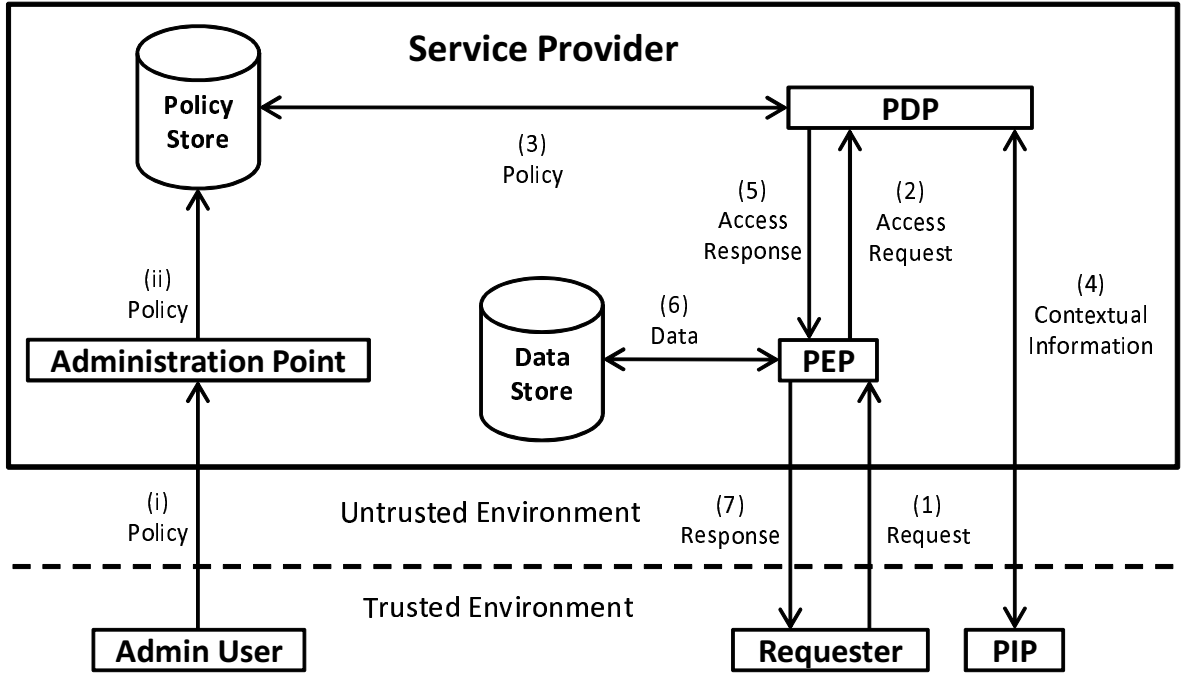 Service Provider
Policy
Store
PDP
(3)
Policy
(5)
Access
Response
(2)
Access
Request
(ii)
Policy
(6)
Data
(4)
Contextual
Information
Administration Point
Data
Store
PEP
(i)
Policy
Untrusted Environment
(7)
Response
(1)
Request
Trusted Environment
Admin User
Requester
PIP